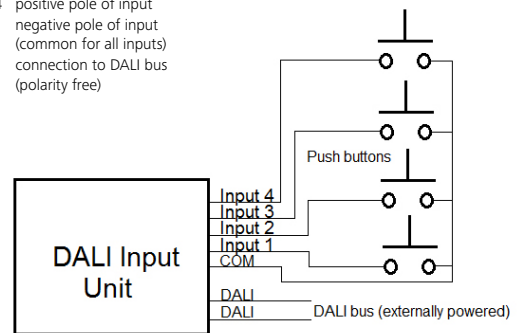 positive pole of input
negative pole of input
(common for all inputs)
connection to DALI bus
(polarity free)
Push buttons
Input 4
Input 3
Input 2
Input 1
COM
DALI Input
Unit
DALI
DALI
DALI bus (externally powered)